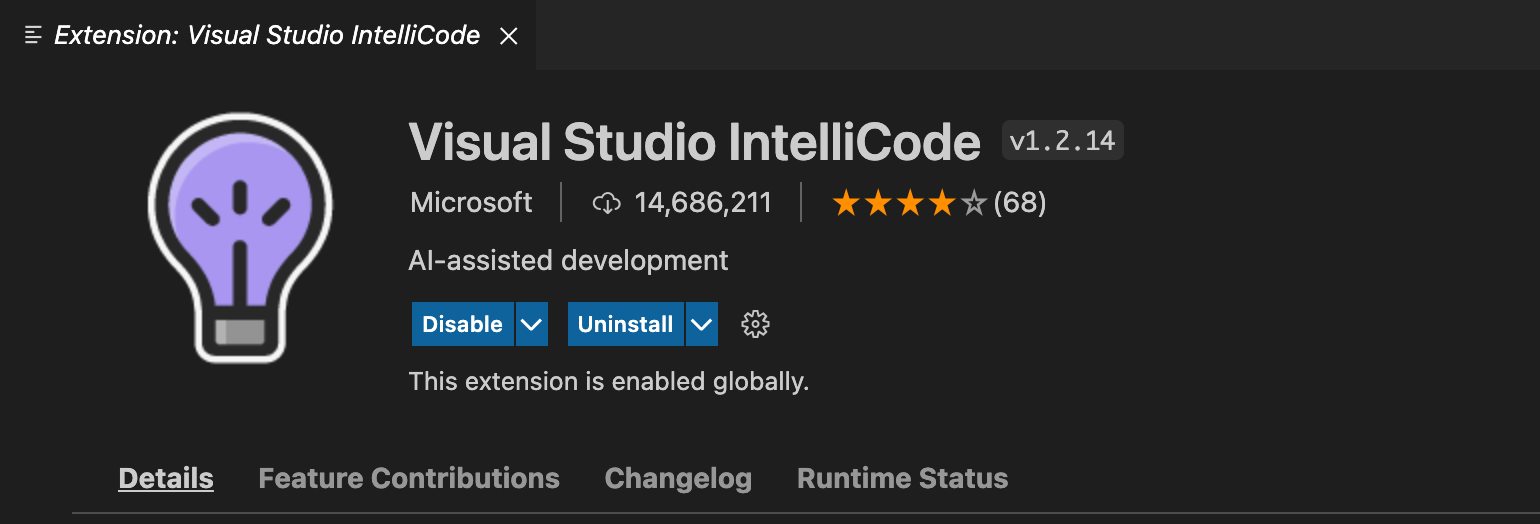 Extension: Visual Studio IntelliCode
Visual Studio IntelliCode v1.2.14
Microsoft 14,686,211 (68)
AI-assisted development
Disable Uninstall
This extension is enabled globally.
Details Feature Contributions Changelog Runtime Status